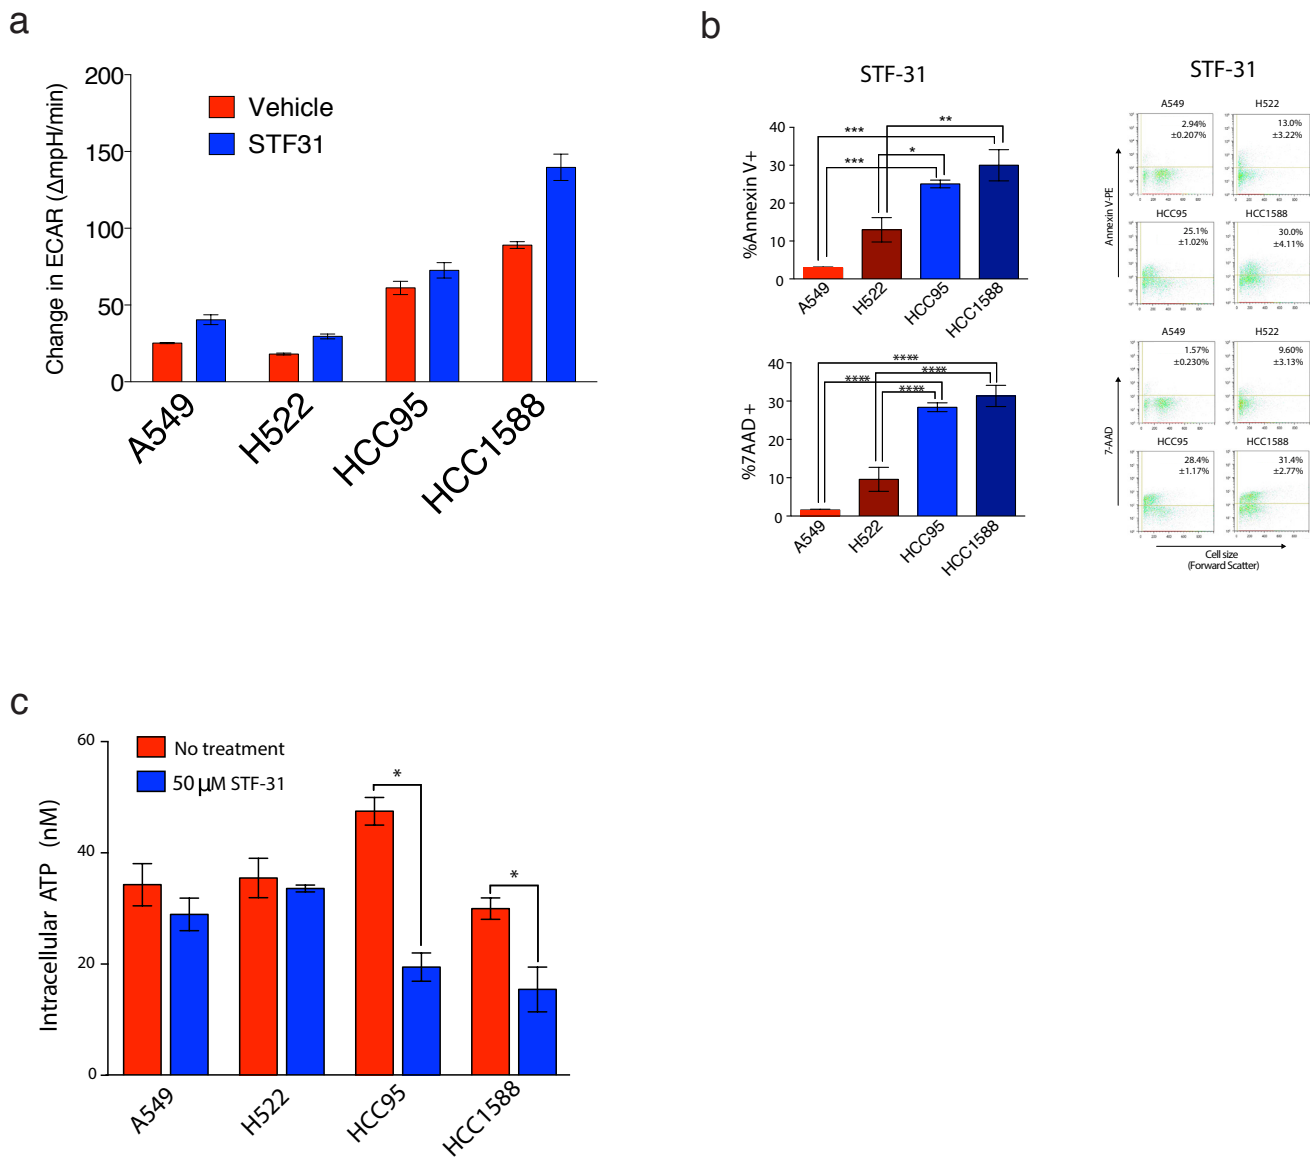 a
Change in ECAR (ΔmpH/min)
200
150
100
50
0
Vehicle
STF31
A549
H522
HCC95
HCC1588
b
STF-31
%Annexin V+
40
30
20
10
0
***
**
***
*
A549
H522
HCC95
HCC1588
%7AAD+
40
30
20
10
0
****
****
****
****
A549
H522
HCC95
HCC1588
STF-31
Annexin V-PE
A549
2.94%
±0.207%
H522
13.0%
±3.22%
HCC95
25.1%
±1.02%
HCC1588
30.0%
±4.11%
7-AAD
A549
1.57%
±0.230%
H522
9.60%
±3.13%
HCC95
28.4%
±1.17%
HCC1588
31.4%
±2.77%
Cell size
(Forward Scatter)
c
Intracellular ATP (nM)
60
40
20
0
No treatment
50 μM STF-31
*
*
A549
H522
HCC95
HCC1588